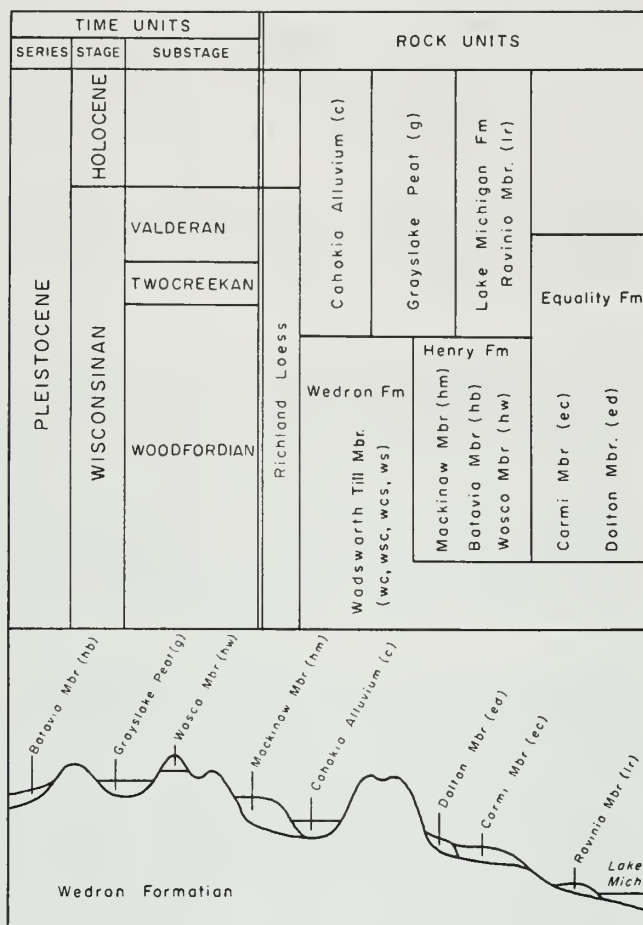 TIME UNITS
ROCK UNITS
SERIES
STAGE
SUBSTAGE
PLEISTOCENE
HOLOCENE
WISCONSINAN
VALDERAN
TWOCREEKAN
WOODFORDIAN
Richland Loess
Cahokia Alluvium (c)
Grayslake Peat (g)
Lake Michigan Fm
Ravinia Mbr. (lr)
Equality Fm
Carmi Mbr (ec)
Dolton Mbr. (ed)
Wedron Fm
Wadsworth Till Mbr.
(wc, wsc, wcs, ws)
Henry Fm
Mackinaw Mbr (hm)
Batavia Mbr (hb)
Wasco Mbr (hw)
Batavia Mbr (hb)
Grayslake Peat (g)
Wasco Mbr (hw)
Mackinaw Mbr (hm)
Cahokia Alluvium (c)
Dolton Mbr (ed)
Carmi Mbr (ec)
Ravinia Mbr (lr)
Lake
Mich
Wedron Formation